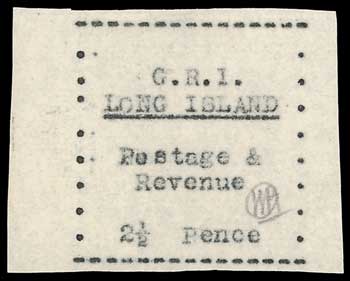 G.R.I.
LONG ISLAND
Postage &
Revenue
2½ Pence